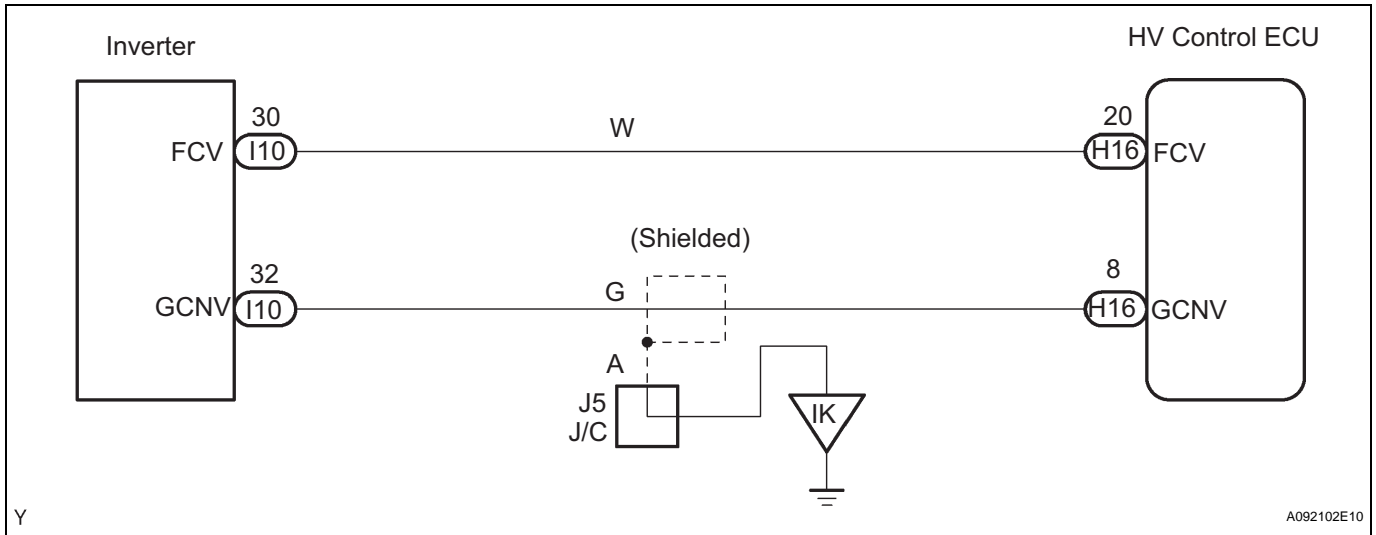 Inverter
HV Control ECU
30
20
W
FCV
I10
H16
FCV
(Shielded)
32
8
G
GCNV
I10
H16
GCNV
A
J5
J/C
IK
Y
A092102E10